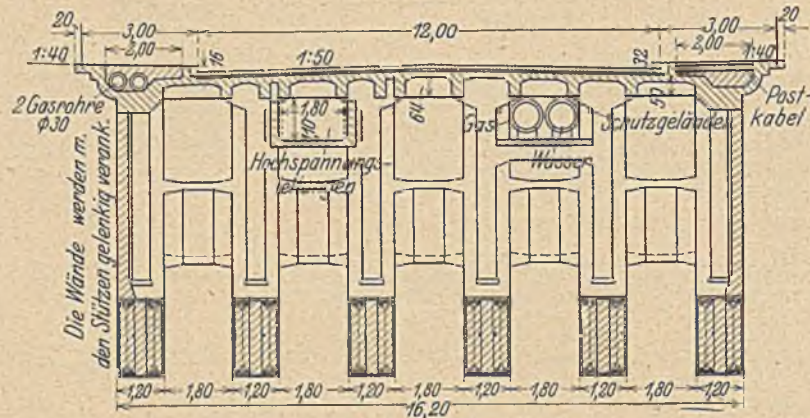 20 3,00 12,00 3,00 20
2,00 2,00
1:40 16 1:50 32 1:40
2 Gasrohre
Φ30
1,80
1,10
64
50
Gas
Schutzgeländer
Post-
kabel
Hochspannungs-
leitungen
Wasser
Die Wände werden m.
den Stützen gelenkig verank.
1,20 1,80 1,20 1,80 1,20 1,80 1,20 1,80 1,20 1,80 1,20
16,20